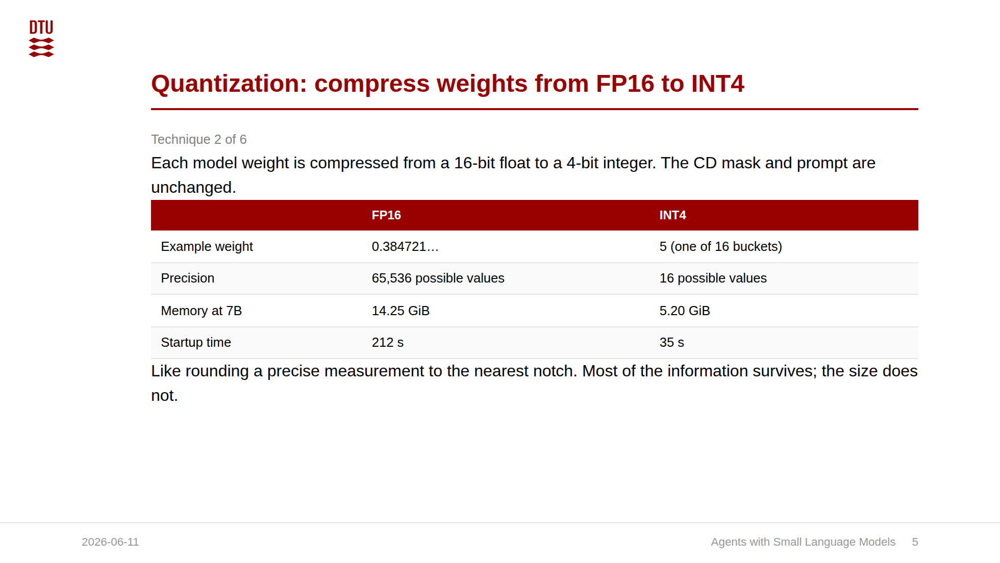 DTU
Quantization: compress weights from FP16 to INT4
Technique 2 of 6
Each model weight is compressed from a 16-bit float to a 4-bit integer. The CD mask and prompt are
unchanged.
FP16 INT4
Example weight 0.384721… 5 (one of 16 buckets)
Precision 65,536 possible values 16 possible values
Memory at 7B 14.25 GiB 5.20 GiB
Startup time 212 s 35 s
Like rounding a precise measurement to the nearest notch. Most of the information survives; the size does
not.
2026-06-11 Agents with Small Language Models 5